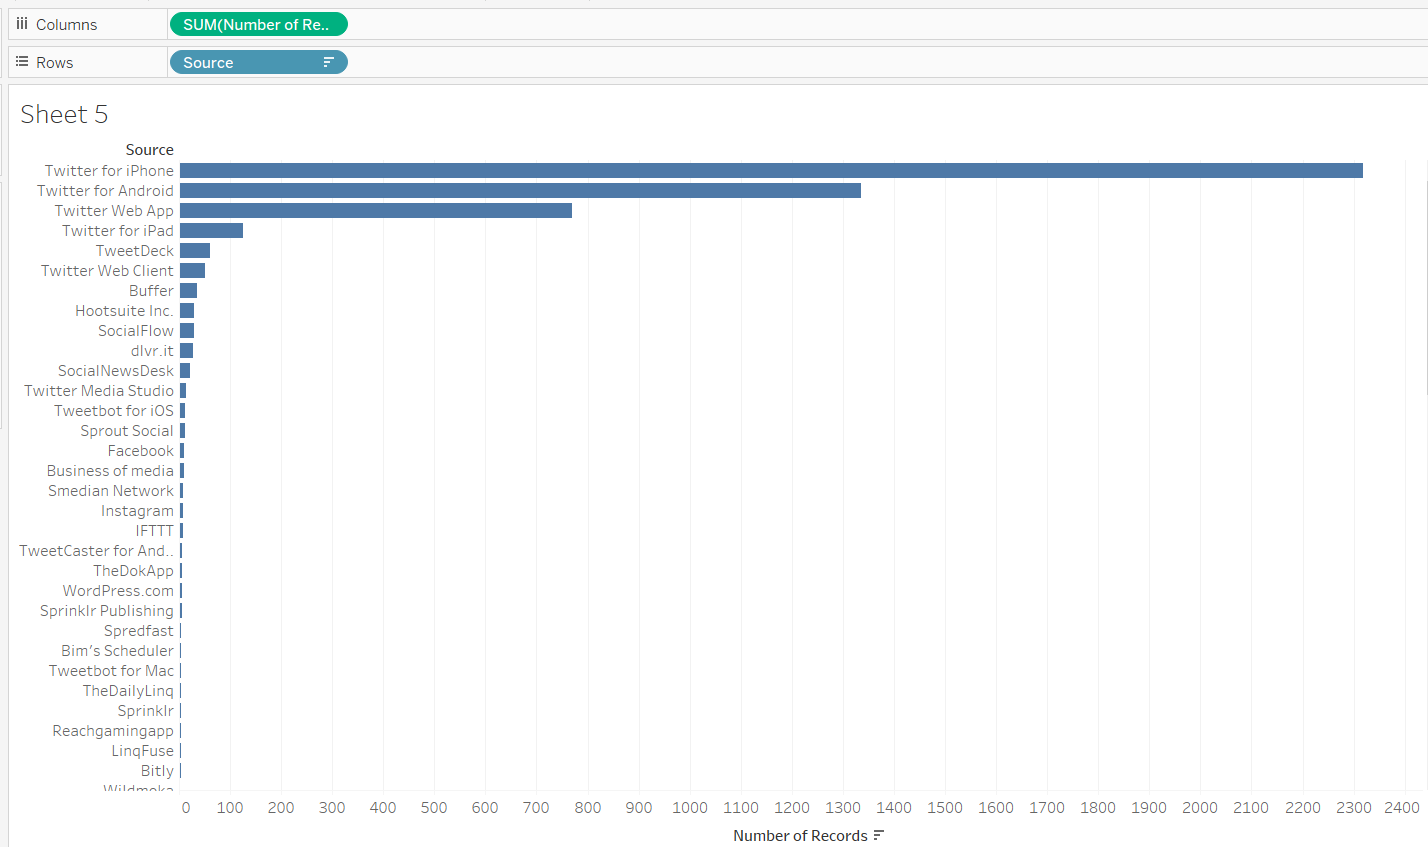 Columns SUM(Number of Re..
Rows Source
Sheet 5
Source
Twitter for iPhone
Twitter for Android
Twitter Web App
Twitter for iPad
TweetDeck
Twitter Web Client
Buffer
Hootsuite Inc.
SocialFlow
dlvr.it
SocialNewsDesk
Twitter Media Studio
Tweetbot for iOS
Sprout Social
Facebook
Business of media
Smedian Network
Instagram
IFTTT
TweetCaster for And..
TheDokApp
WordPress.com
Sprinklr Publishing
Spredfast
Bim's Scheduler
Tweetbot for Mac
TheDailyLinq
Sprinklr
Reachgamingapp
LinqFuse
Bitly
Wildmoka
0 100 200 300 400 500 600 700 800 900 1000 1100 1200 1300 1400 1500 1600 1700 1800 1900 2000 2100 2200 2300 2400
Number of Records